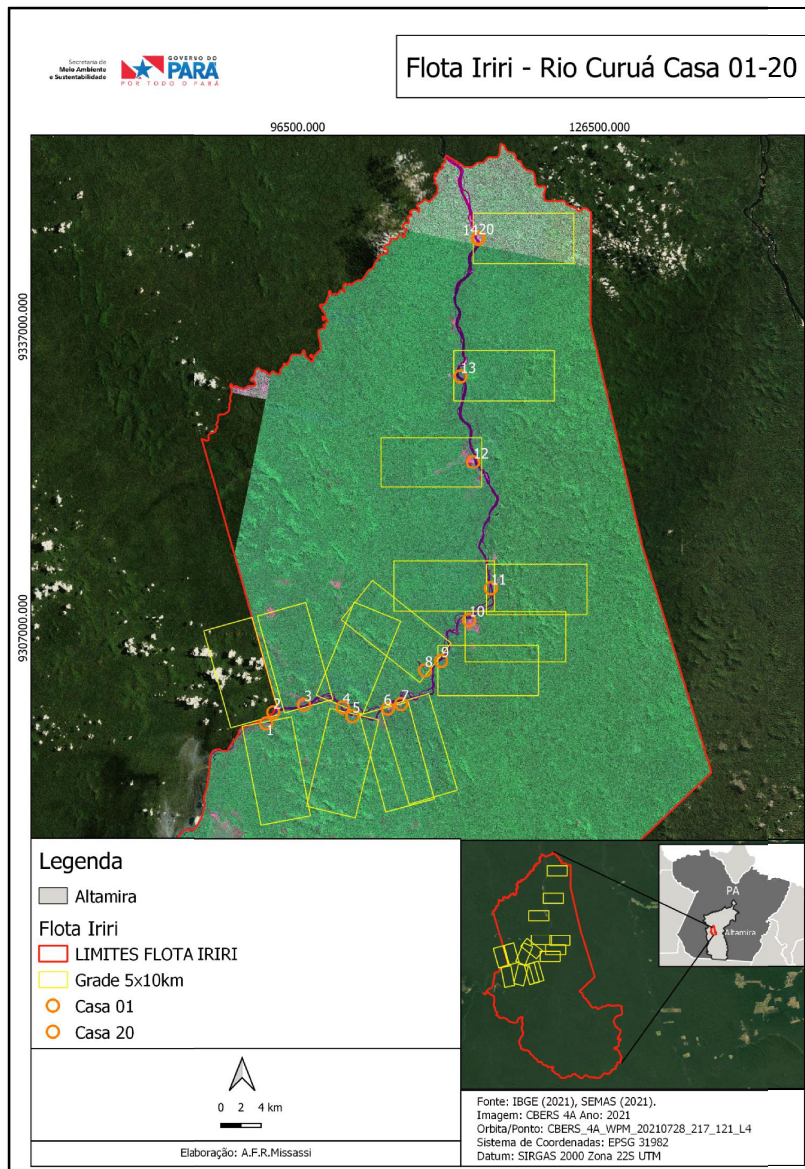 Secretaria de
Meio Ambiente
e Sustentabilidade
GOVERNO DO
PARÁ
POR TODO O PARÁ
Flota Iriri - Rio Curuá Casa 01-20
96500.000
126500.000
9337000.000
9307000.000
1420
13
12
11
10
9
8
7
6
5
4
3
2
1
Legenda
Altamira
Flota Iriri
LIMITES FLOTA IRIRI
Grade 5x10km
Casa 01
Casa 20
0 2 4 km
Elaboração: A.F.R.Missassi
PA
Altamira
Fonte: IBGE (2021), SEMAS (2021).
Imagem: CBERS 4A Ano: 2021
Orbita/Ponto: CBERS_4A_WPM_20210728_217_121_L4
Sistema de Coordenadas: EPSG 31982
Datum: SIRGAS 2000 Zona 22S UTM